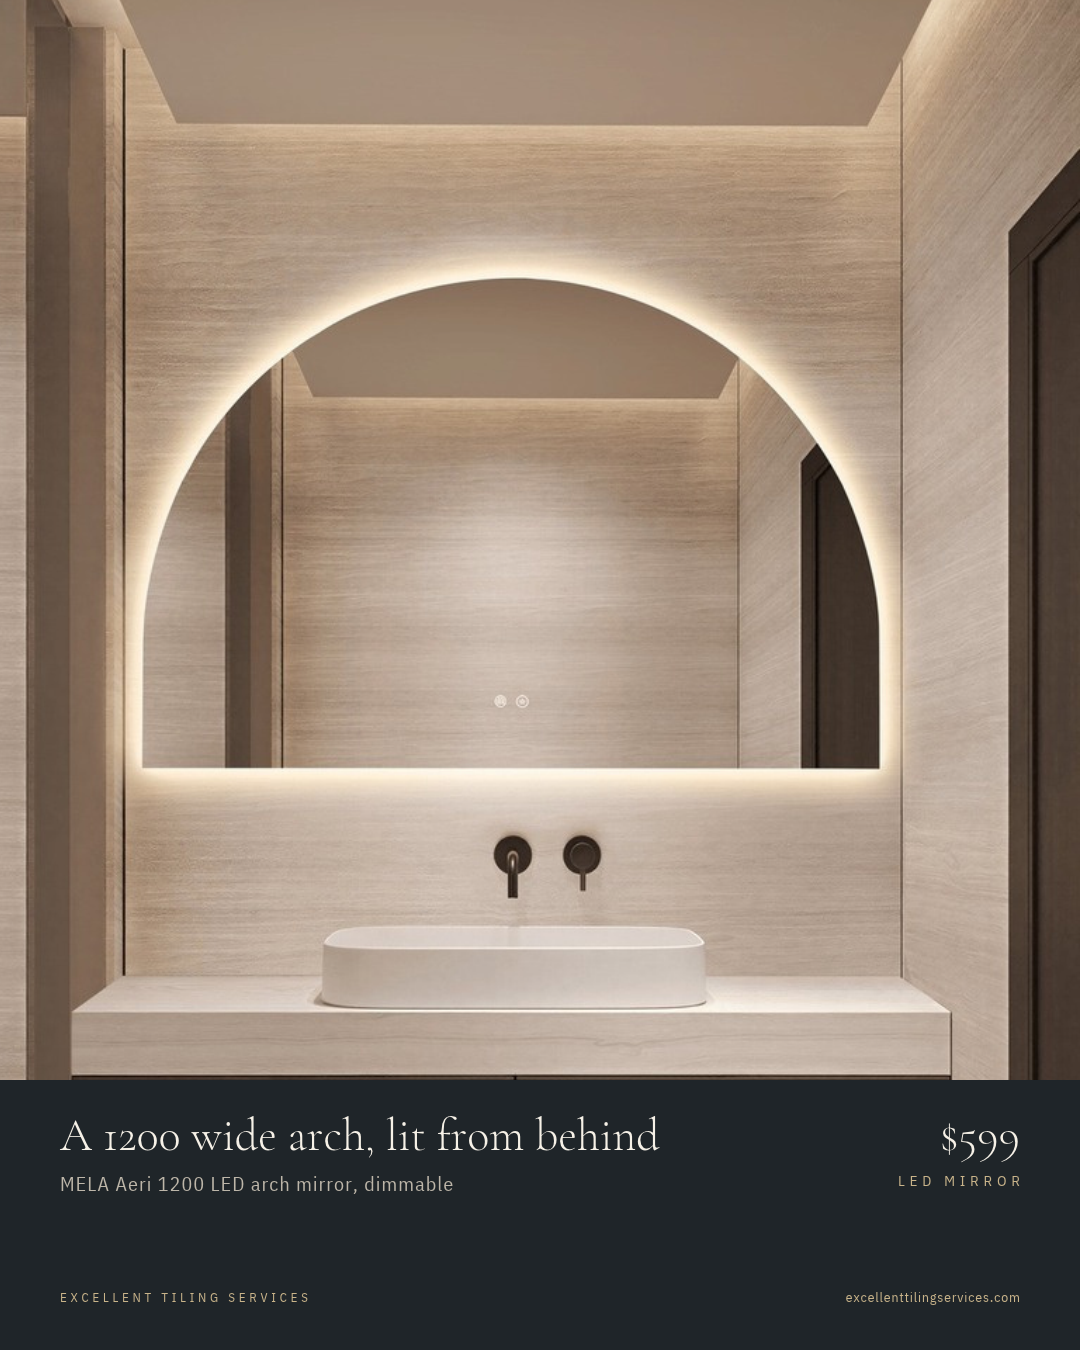 A 1200 wide arch, lit from behind
$599
MELA Aeri 1200 LED arch mirror, dimmable
LED MIRROR
EXCELLENT TILING SERVICES
excellenttilingservices.com